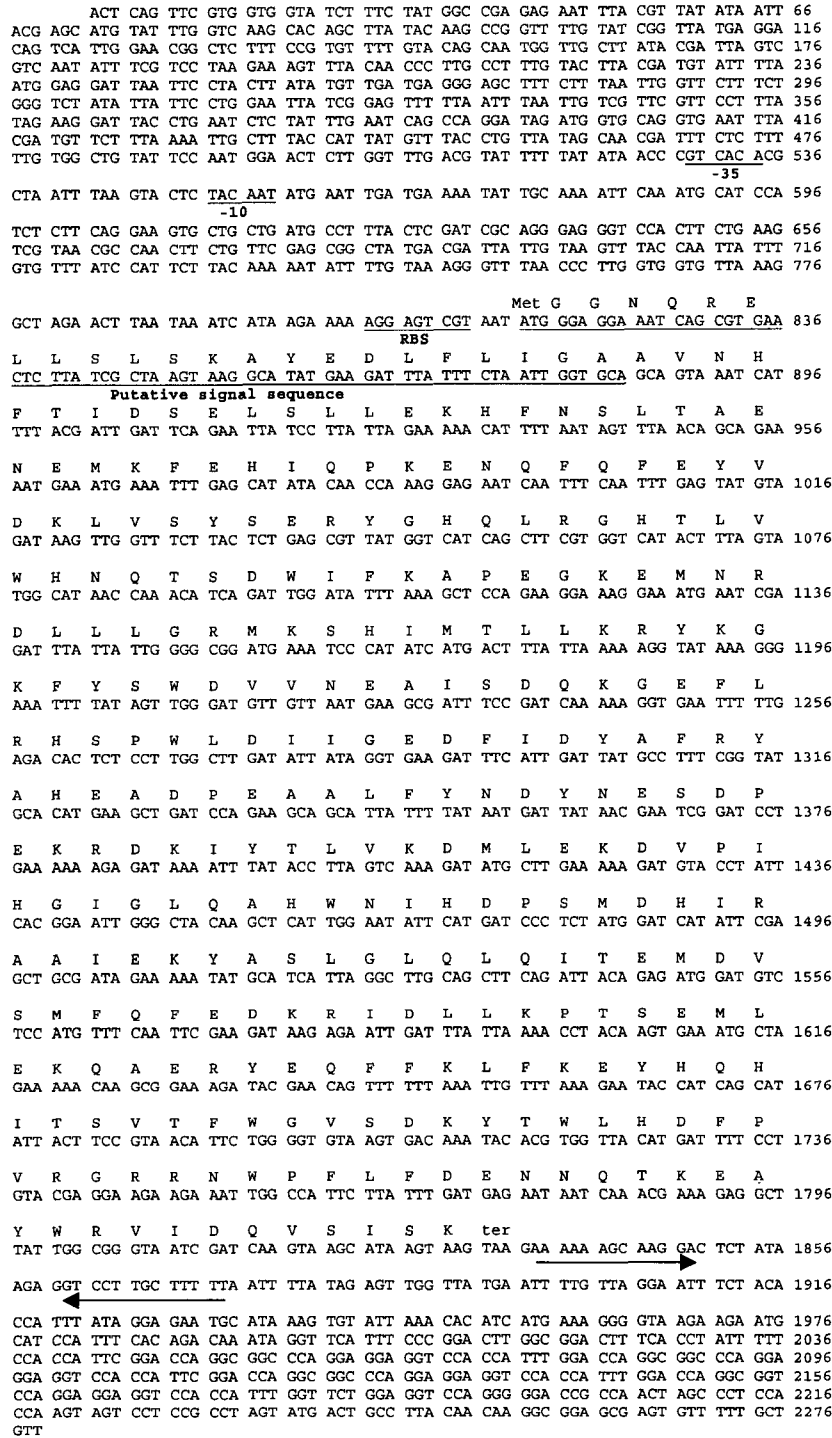 ACT CAG TTC GTG GTG GTA TCT TTC TAT GGC CGA GAG AAT TTA CGT TAT ATA ATT 66
ACG AGC ATG TAT TTG GTC AAG CAC AGC TTA TAC AAG CCG GTT TTG TAT CGG TTA TGA GGA 116
CAG TCA TTG GAA CGG CTC TTT CCG TGT TTT GTA CAG CAA TGG TTG CTT ATA CGA TTA GTC 176
GTC AAT ATT TCG TCC TAA GAA AGT TTA CAA CCC TTG CCT TTG TAC TTA CGA TGT ATT TTA 236
ATG GAG GAT TAA TTC CTA CTT ATA TGT TGA TGA GGG AGC TTT CTT TAA TTG GTT CTT TCT 296
GGG TCT ATA TTA TTC CTG GAA TTA TCG GAG TTT TTA ATT TAA TTG TCG TTC GTT CCT TTA 356
TAG AAG GAT TAC CTG AAT CTC TAT TTG AAT CAG CCA GGA TAG ATG GTG CAG GTG AAT TTA 416
CGA TGT TCT TTA AAA TTG CTT TAC CAT TAT GTT TAC CTG TTA TAG CAA CGA TTT CTC TTT 476
TTG TGG CTG TAT TCC AAT GGA ACT CTT GGT TTG ACG TAT TTT TAT ATA ACC CGT CAC ACG 536
-35
CTA ATT TAA GTA CTC TAC AAT ATG AAT TGA TGA AAA TAT TGC AAA ATT CAA ATG CAT CCA 596
-10
TCT CTT CAG GAA GTG CTG CTG ATG CCT TTA CTC GAT CGC AGG GAG GGT CCA CTT CTG AAG 656
TCG TAA CGC CAA CTT CTG TTC GAG CGG CTA TGA CGA TTA TTG TAA GTT TAC CAA TTA TTT 716
GTG TTT ATC CAT TCT TAC AAA AAT ATT TTG TAA AGG GTT TAA CCC TTG GTG GTG TTA AAG 776
Met G G N Q R E
GCT AGA ACT TAA TAA ATC ATA AGA AAA AGG AGT CGT AAT ATG GGA GGA AAT CAG CGT GAA 836
RBS
L L S L S K A Y E D L F L I G A A V N H
CTC TTA TCG CTA AGT AAG GCA TAT GAA GAT TTA TTT CTA ATT GGT GCA GCA GTA AAT CAT 896
Putative signal sequence
F T I D S E L S L L E K H F N S L T A E
TTT ACG ATT GAT TCA GAA TTA TCC TTA TTA GAA AAA CAT TTT AAT AGT TTA ACA GCA GAA 956
N E M K F E H I Q P K E N Q F Q F E Y V
AAT GAA ATG AAA TTT GAG CAT ATA CAA CCA AAG GAG AAT CAA TTT CAA TTT GAG TAT GTA 1016
D K L V S Y S E R Y G H Q L R G H T L V
GAT AAG TTG GTT TCT TAC TCT GAG CGT TAT GGT CAT CAG CTT CGT GGT CAT ACT TTA GTA 1076
W H N Q T S D W I F K A P E G K E M N R
TGG CAT AAC CAA ACA TCA GAT TGG ATA TTT AAA GCT CCA GAA GGA AAG GAA ATG AAT CGA 1136
D L L L G R M K S H I M T L L K R Y K G
GAT TTA TTA TTG GGG CGG ATG AAA TCC CAT ATC ATG ACT TTA TTA AAA AGG TAT AAA GGG 1196
K F Y S W D V V N E A I S D Q K G E F L
AAA TTT TAT AGT TGG GAT GTT GTT AAT GAA GCG ATT TCC GAT CAA AAA GGT GAA TTT TTG 1256
R H S P W L D I I G E D F I D Y A F R Y
AGA CAC TCT CCT TGG CTT GAT ATT ATA GGT GAA GAT TTC ATT GAT TAT GCC TTT CGG TAT 1316
A H E A D P E A A L F Y N D Y N E S D P
GCA CAT GAA GCT GAT CCA GAA GCA GCA TTA TTT TAT AAT GAT TAT AAC GAA TCG GAT CCT 1376
E K R D K I Y T L V K D M L E K D V P I
GAA AAA AGA GAT AAA ATT TAT ACC TTA GTC AAA GAT ATG CTT GAA AAA GAT GTA CCT ATT 1436
H G I G L Q A H W N I H D P S M D H I R
CAC GGA ATT GGG CTA CAA GCT CAT TGG AAT ATT CAT GAT CCC TCT ATG GAT CAT ATT CGA 1496
A A I E K Y A S L G L Q L Q I T E M D V
GCT GCG ATA GAA AAA TAT GCA TCA TTA GGC TTG CAG CTT CAG ATT ACA GAG ATG GAT GTC 1556
S M F Q F E D K R I D L L K P T S E M L
TCC ATG TTT CAA TTC GAA GAT AAG AGA ATT GAT TTA TTA AAA CCT ACA AGT GAA ATG CTA 1616
E K Q A E R Y E Q F F K L F K E Y H Q H
GAA AAA CAA GCG GAA AGA TAC GAA CAG TTT TTT AAA TTG TTT AAA GAA TAC CAT CAG CAT 1676
I T S V T F W G V S D K Y T W L H D F P
ATT ACT TCC GTA ACA TTC TGG GGT GTA AGT GAC AAA TAC ACG TGG TTA CAT GAT TTT CCT 1736
V R G R R N W P F L F D E N N Q T K E A
GTA CGA GGA AGA AGA AAT TGG CCA TTC TTA TTT GAT GAG AAT AAT CAA ACG AAA GAG GCT 1796
Y W R V I D Q V S I S K ter
TAT TGG CGG GTA ATC GAT CAA GTA AGC ATA AGT AAG TAA GAA AAA AGC AAG GAC TCT ATA 1856
AGA GGT CCT TGC TTT TTA ATT TTA TAG AGT TGG TTA TGA ATT TTG TTA GGA ATT TCT ACA 1916
CCA TTT ATA GGA GAA TGC ATA AAG TGT ATT AAA CAC ATC ATG AAA GGG GTA AGA AGA ATG 1976
CAT CCA TTT CAC AGA CAA ATA GGT TCA TTT CCC GGA CTT GGC GGA CTT TCA CCT ATT TTT 2036
CCA CCA TTC GGA CCA GGC GGC CCA GGA GGA GGT CCA CCA TTT GGA CCA GGC GGC CCA GGA 2096
GGA GGT CCA CCA TTC GGA CCA GGC GGC CCA GGA GGA GGT CCA CCA TTT GGA CCA GGC GGT 2156
CCA GGA GGA GGT CCA CCA TTT GGT TCT GGA GGT CCA GGG GGA CCG CCA ACT AGC CCT CCA 2216
CCA AGT AGT CCT CCG CCT AGT ATG ACT GCC TTA CAA CAA GGC GGA GCG AGT GTT TTT GCT 2276
GTT